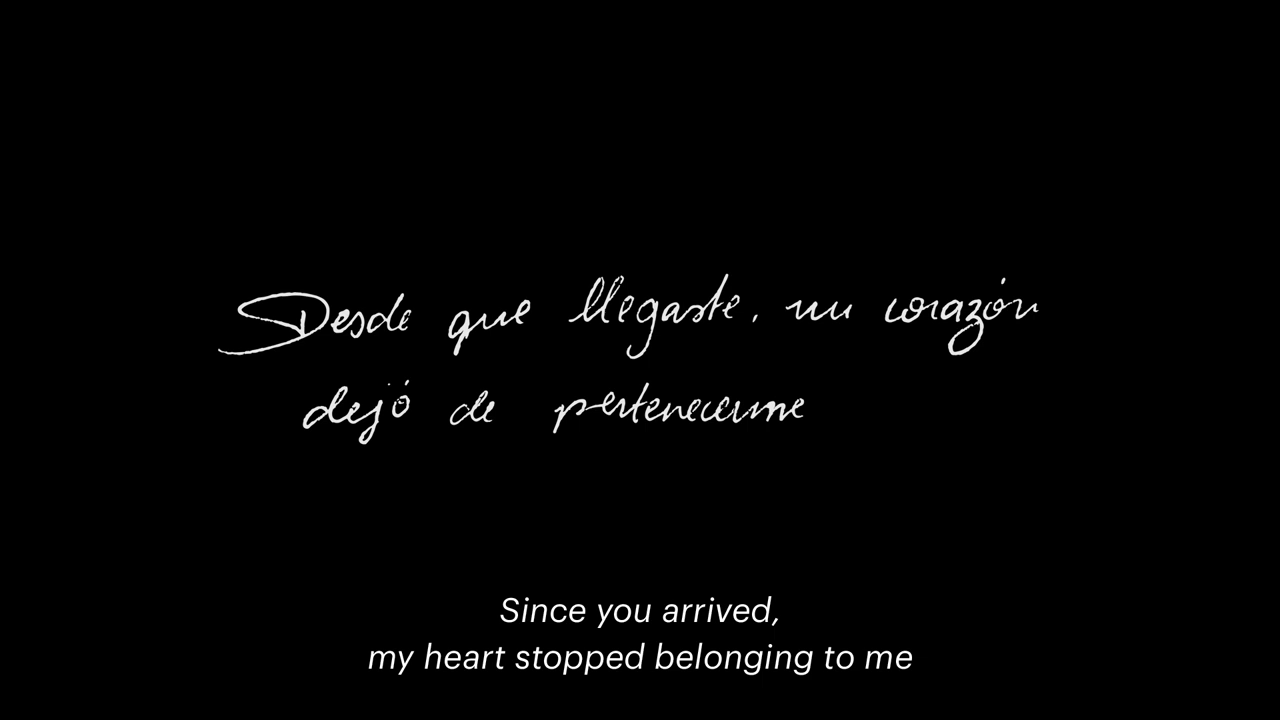 Desde que llegaste, mi corazón
dejó de pertenecerme
Since you arrived,
my heart stopped belonging to me